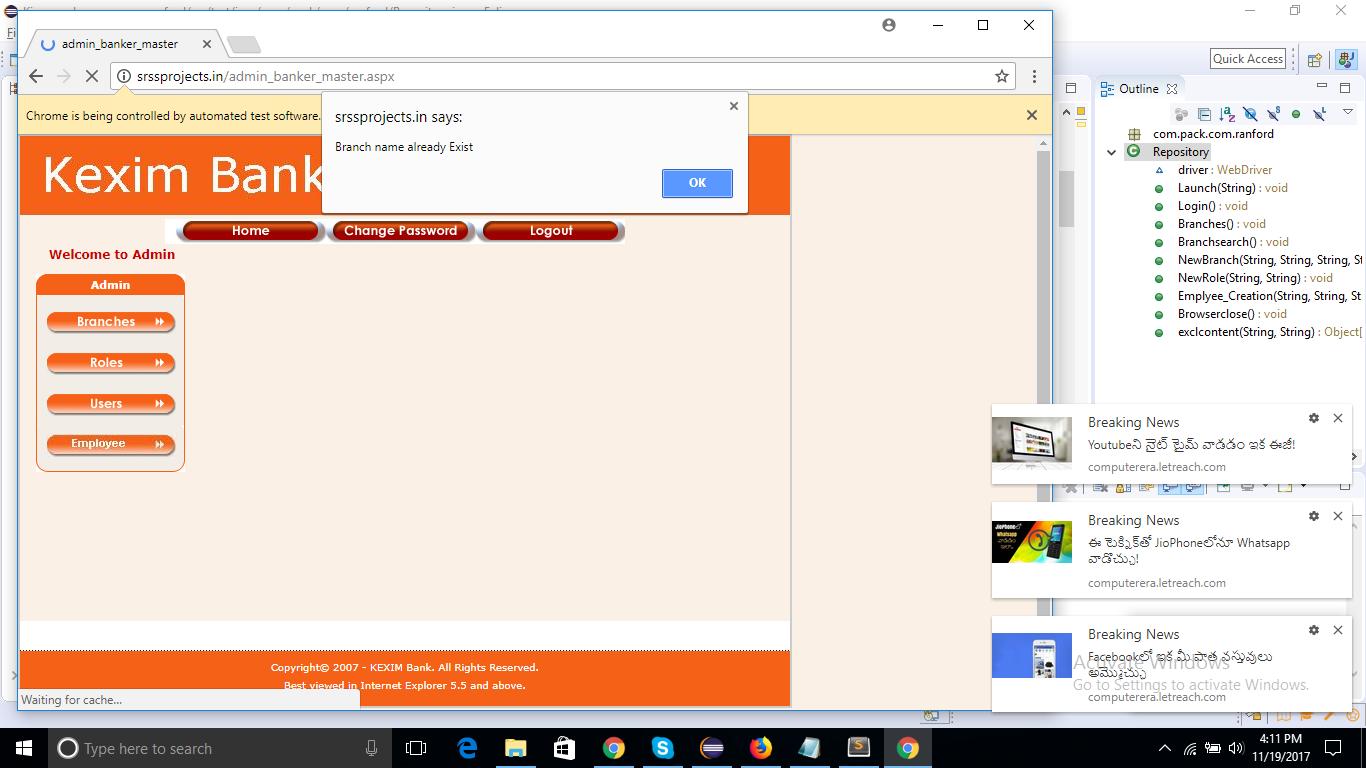 admin_banker_master
srssprojects.in/admin_banker_master.aspx
Chrome is being controlled by automated test software.
srssprojects.in says:
Branch name already Exist
OK
Kexim Bank
Home
Change Password
Logout
Welcome to Admin
Admin
Branches
Roles
Users
Employee
Copyright© 2007 - KEXIM Bank. All Rights Reserved.
Best viewed in Internet Explorer 5.5 and above.
Waiting for cache...
Quick Access
Outline
com.pack.com.ranford
Repository
driver : WebDriver
Launch(String) : void
Login() : void
Branches() : void
Branchsearch() : void
NewBranch(String, String, String, St
NewRole(String, String) : void
Emplyee_Creation(String, String, St
Browserclose() : void
exclcontent(String, String) : Object[
Breaking News
Youtubeని నైట్ టైమ్ వాడడం ఇక ఈజీ!
computerera.letreach.com
Breaking News
ఈ టెక్నిక్‌తో JioPhoneలోనూ Whatsapp
వాడొచ్చు!
computerera.letreach.com
Breaking News
Facebookలో ఇక మీ పాత వస్తువులు
అమ్మొచ్చు
computerera.letreach.com
Activate Windows
Go to Settings to activate Windows.
Type here to search
4:11 PM
11/19/2017